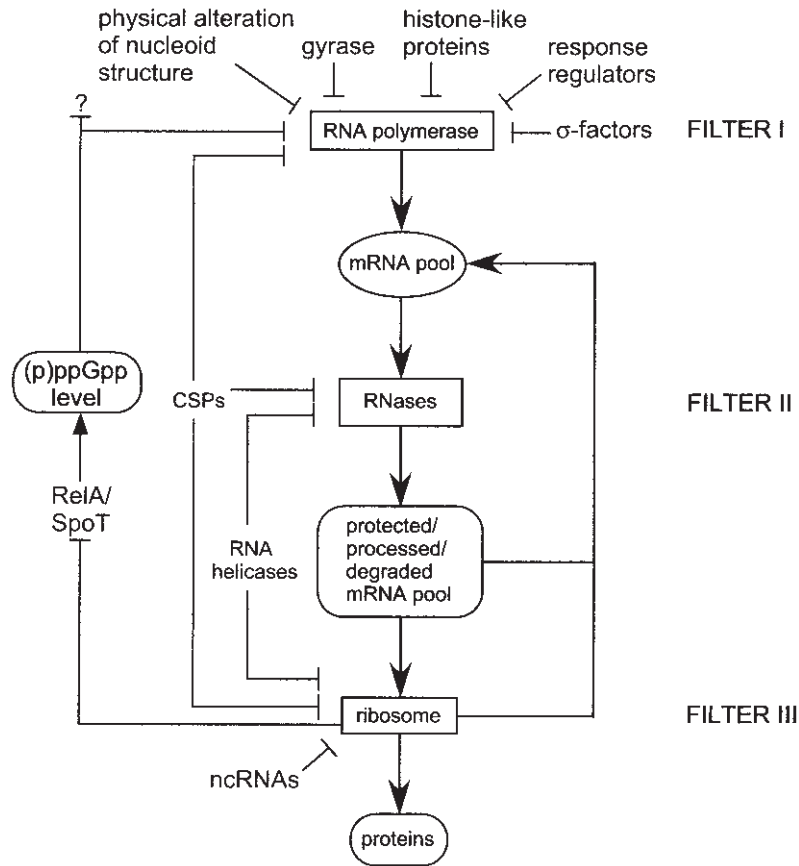 physical alteration
of nucleoid
structure
gyrase
histone-like
proteins
response
regulators
?
RNA polymerase
σ-factors
FILTER I
mRNA pool
(p)ppGpp
level
CSPs
RNases
FILTER II
RelA/
SpoT
RNA
helicases
protected/
processed/
degraded
mRNA pool
ribosome
FILTER III
ncRNAs
proteins